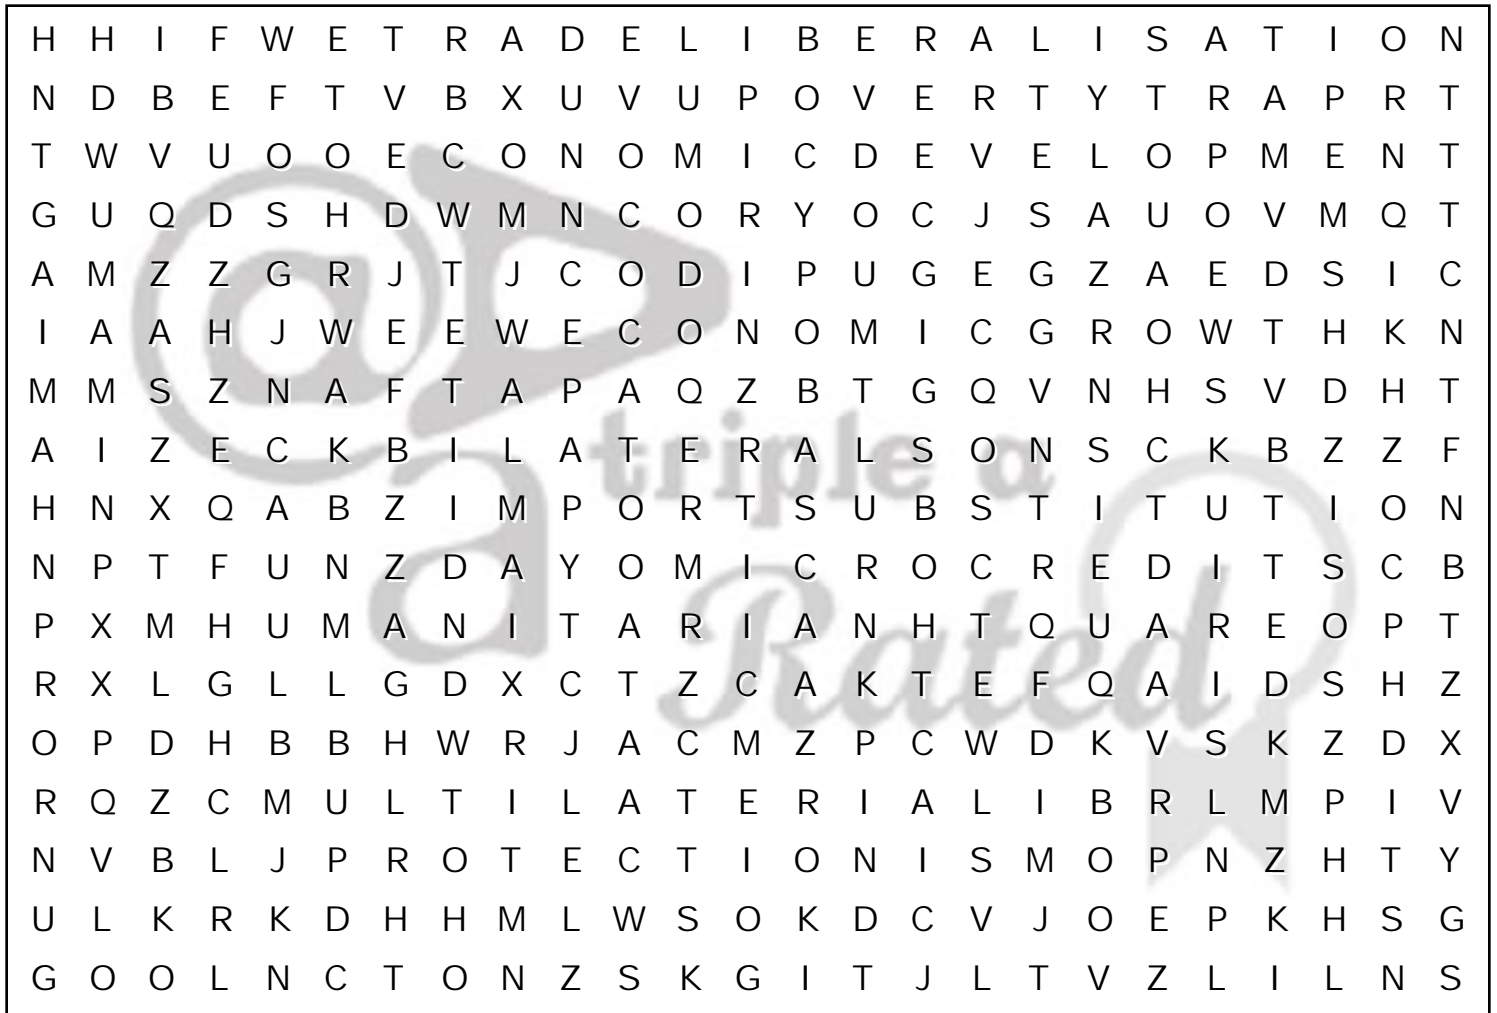 H H I F W E T R A D E L I B E R A L I S A T I O N
N D B E F T V B X U V U P O V E R T Y T R A P R T
T W V U O O E C O N O M I C D E V E L O P M E N T
G U Q D S H D W M N C O R Y O C J S A U O V M Q T
A M Z Z G R J T J C O D I P U G E G Z A E D S I C
I A A H J W E E W E C O N O M I C G R O W T H K N
M M S Z N A F T A P A Q Z B T G Q V N H S V D H T
A I Z E C K B I L A T E R A L S O N S C K B Z Z F
H N X Q A B Z I M P O R T S U B S T I T U T I O N
N P T F U N Z D A Y O M I C R O C R E D I T S C B
P X M H U M A N I T A R I A N H T Q U A R E O P T
R X L G L L G D X C T Z C A K T E F Q A I D S H Z
O P D H B B H W R J A C M Z P C W D K V S K Z D X
R Q Z C M U L T I L A T E R I A L I B R L M P I V
N V B L J P R O T E C T I O N I S M O P N Z H T Y
U L K R K D H H M L W S O K D C V J O E P K H S G
G O O L N C T O N Z S K G I T J L T V Z L I L N S
@ a triple a
Rated